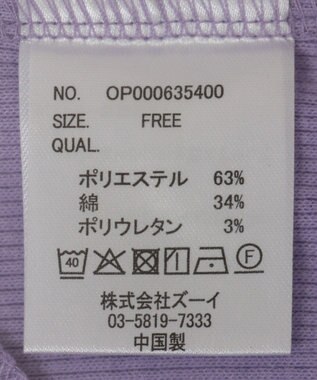 NO. OP000635400
SIZE. FREE
QUAL.
ポリエステル 63%
綿 34%
ポリウレタン 3%
40 F
株式会社ズーイ
03-5819-7333
中国製